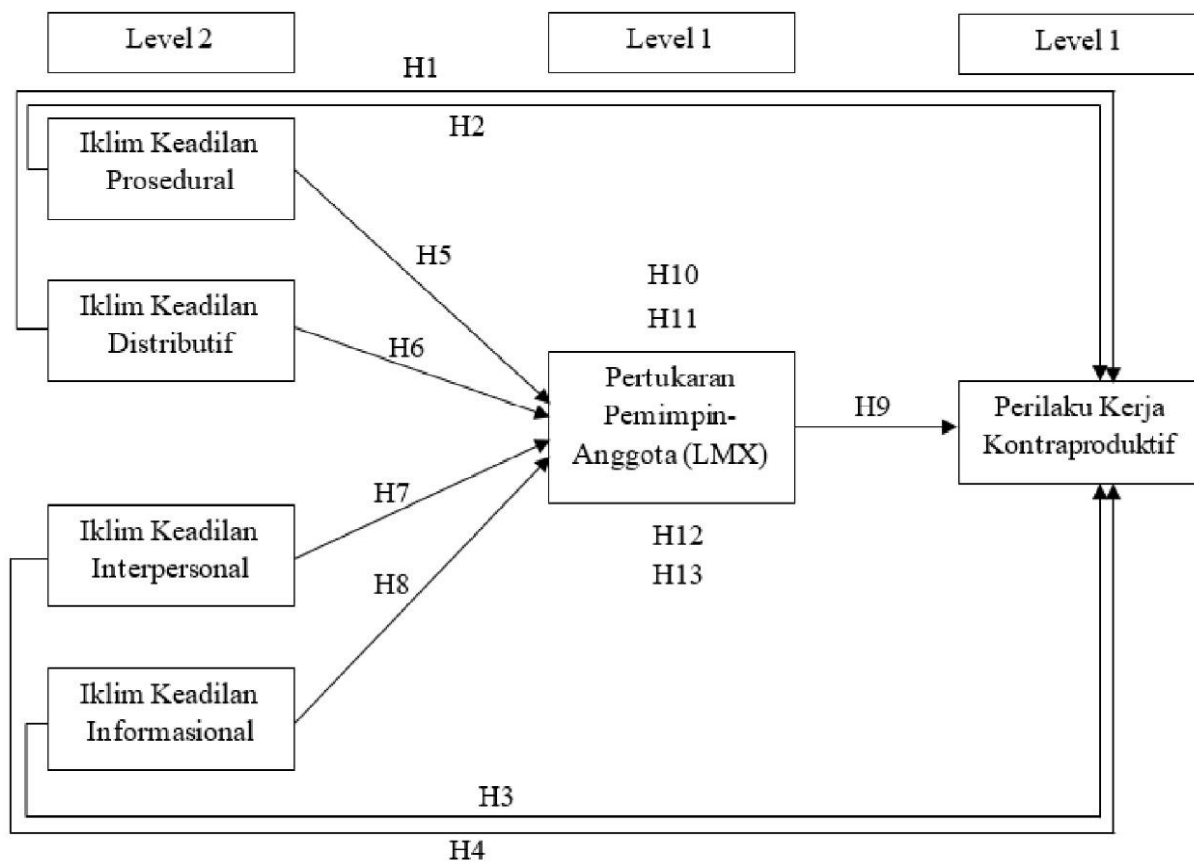 Level 2
Level 1
Level 1
H1
H2
Iklim Keadilan
Prosedural
H5
H10
H11
Iklim Keadilan
Distributif
H6
Pertukaran
Pemimpin-
Anggota (LMX)
H9
Perilaku Kerja
Kontraproduktif
H7
H12
H13
Iklim Keadilan
Interpersonal
H8
Iklim Keadilan
Informasional
H3
H4